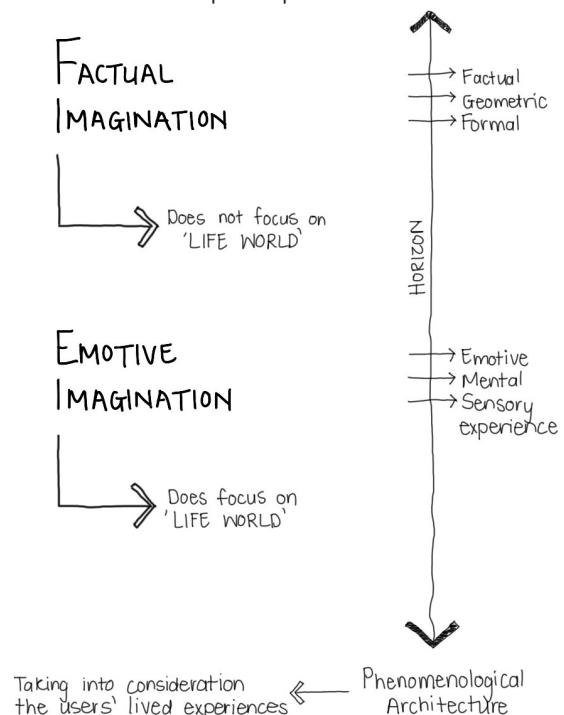 FACTUAL
IMAGINATION
Does not focus on
'LIFE WORLD'
Factual
Geometric
Formal
HORIZON
EMOTIVE
IMAGINATION
Does focus on
'LIFE WORLD'
Emotive
Mental
Sensory
experience
Taking into consideration
the users' lived experiences
Phenomenological
Architecture